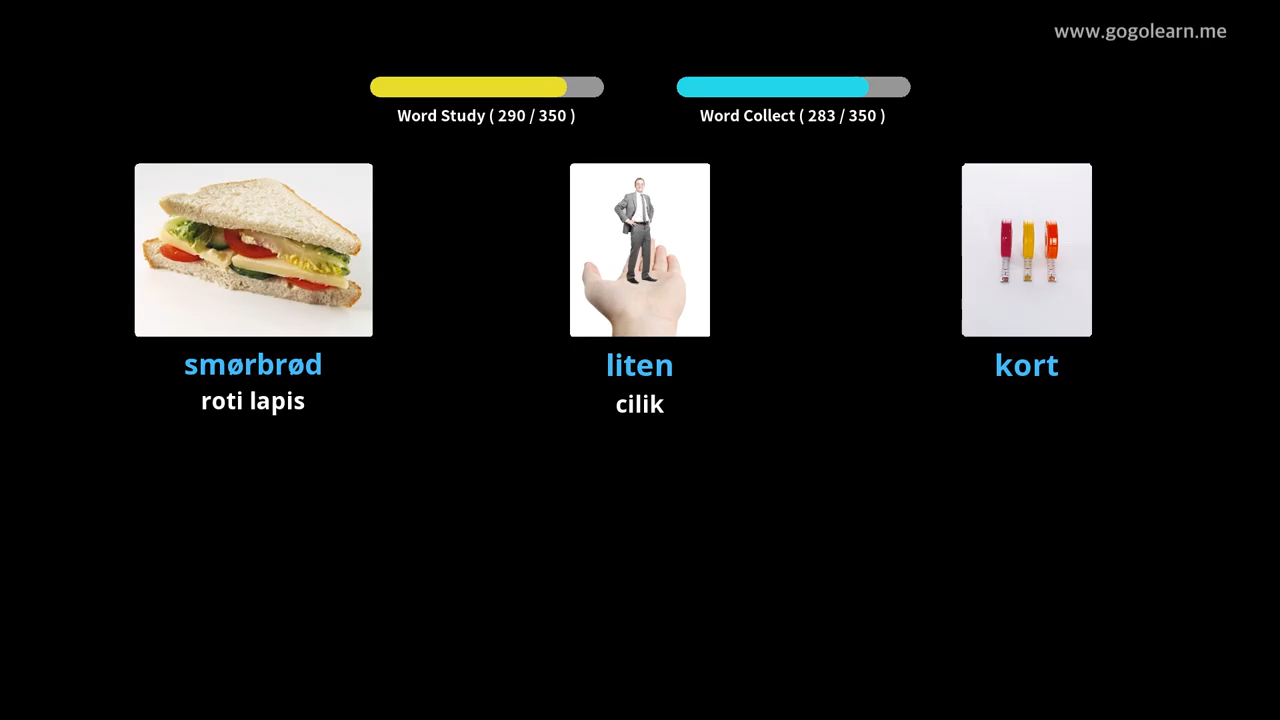 www.gogolearn.me
Word Study ( 290 / 350 )
Word Collect ( 283 / 350 )
smørbrød
roti lapis
liten
cilik
kort